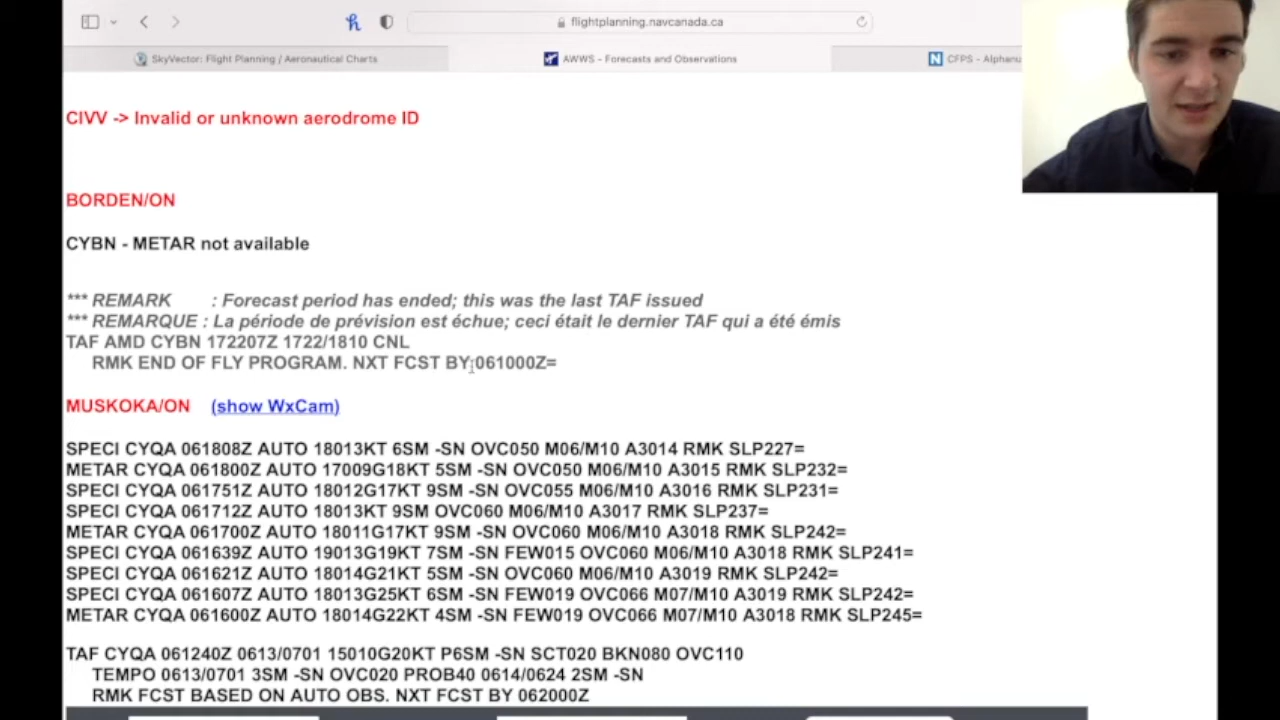 flightplanning.navcanada.ca
SkyVector: Flight Planning / Aeronautical Charts
AWWS - Forecasts and Observations
CFPS - Alphanu
CIVV -> Invalid or unknown aerodrome ID
BORDEN/ON
CYBN - METAR not available
*** REMARK : Forecast period has ended; this was the last TAF issued
*** REMARQUE : La période de prévision est échue; ceci était le dernier TAF qui a été émis
TAF AMD CYBN 172207Z 1722/1810 CNL
RMK END OF FLY PROGRAM. NXT FCST BY 061000Z=
MUSKOKA/ON (show WxCam)
SPECI CYQA 061808Z AUTO 18013KT 6SM -SN OVC050 M06/M10 A3014 RMK SLP227=
METAR CYQA 061800Z AUTO 17009G18KT 5SM -SN OVC050 M06/M10 A3015 RMK SLP232=
SPECI CYQA 061751Z AUTO 18012G17KT 9SM -SN OVC055 M06/M10 A3016 RMK SLP231=
SPECI CYQA 061712Z AUTO 18013KT 9SM OVC060 M06/M10 A3017 RMK SLP237=
METAR CYQA 061700Z AUTO 18011G17KT 9SM -SN OVC060 M06/M10 A3018 RMK SLP242=
SPECI CYQA 061639Z AUTO 19013G19KT 7SM -SN FEW015 OVC060 M06/M10 A3018 RMK SLP241=
SPECI CYQA 061621Z AUTO 18014G21KT 5SM -SN OVC060 M06/M10 A3019 RMK SLP242=
SPECI CYQA 061607Z AUTO 18013G25KT 6SM -SN FEW019 OVC066 M07/M10 A3019 RMK SLP242=
METAR CYQA 061600Z AUTO 18014G22KT 4SM -SN FEW019 OVC066 M07/M10 A3018 RMK SLP245=
TAF CYQA 061240Z 0613/0701 15010G20KT P6SM -SN SCT020 BKN080 OVC110
TEMPO 0613/0701 3SM -SN OVC020 PROB40 0614/0624 2SM -SN
RMK FCST BASED ON AUTO OBS. NXT FCST BY 062000Z